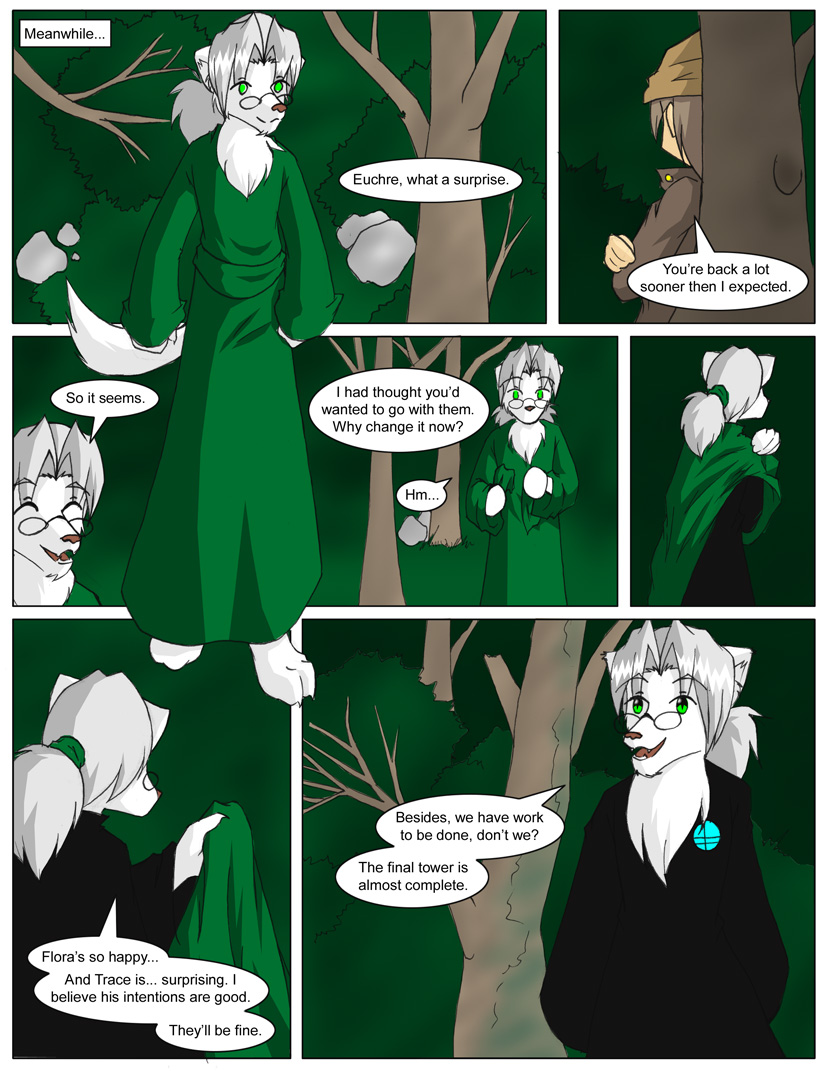 Meanwhile...
Euchre, what a surprise.
You're back a lot
sooner then I expected.
So it seems.
I had thought you'd
wanted to go with them.
Why change it now?
Hm...
Flora's so happy...
And Trace is... surprising. I
believe his intentions are good.
They'll be fine.
Besides, we have work
to be done, don't we?
The final tower is
almost complete.